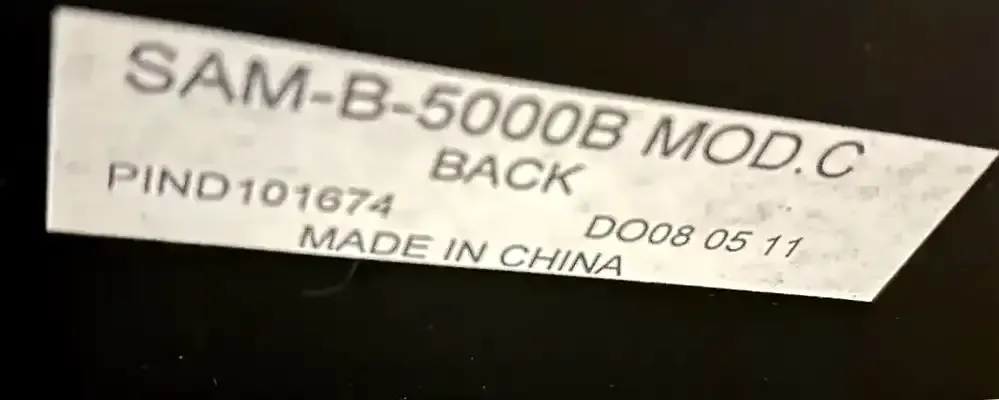 SAM-B-5000B MOD.C
BACK
PIND101674
DO08 05 11
MADE IN CHINA